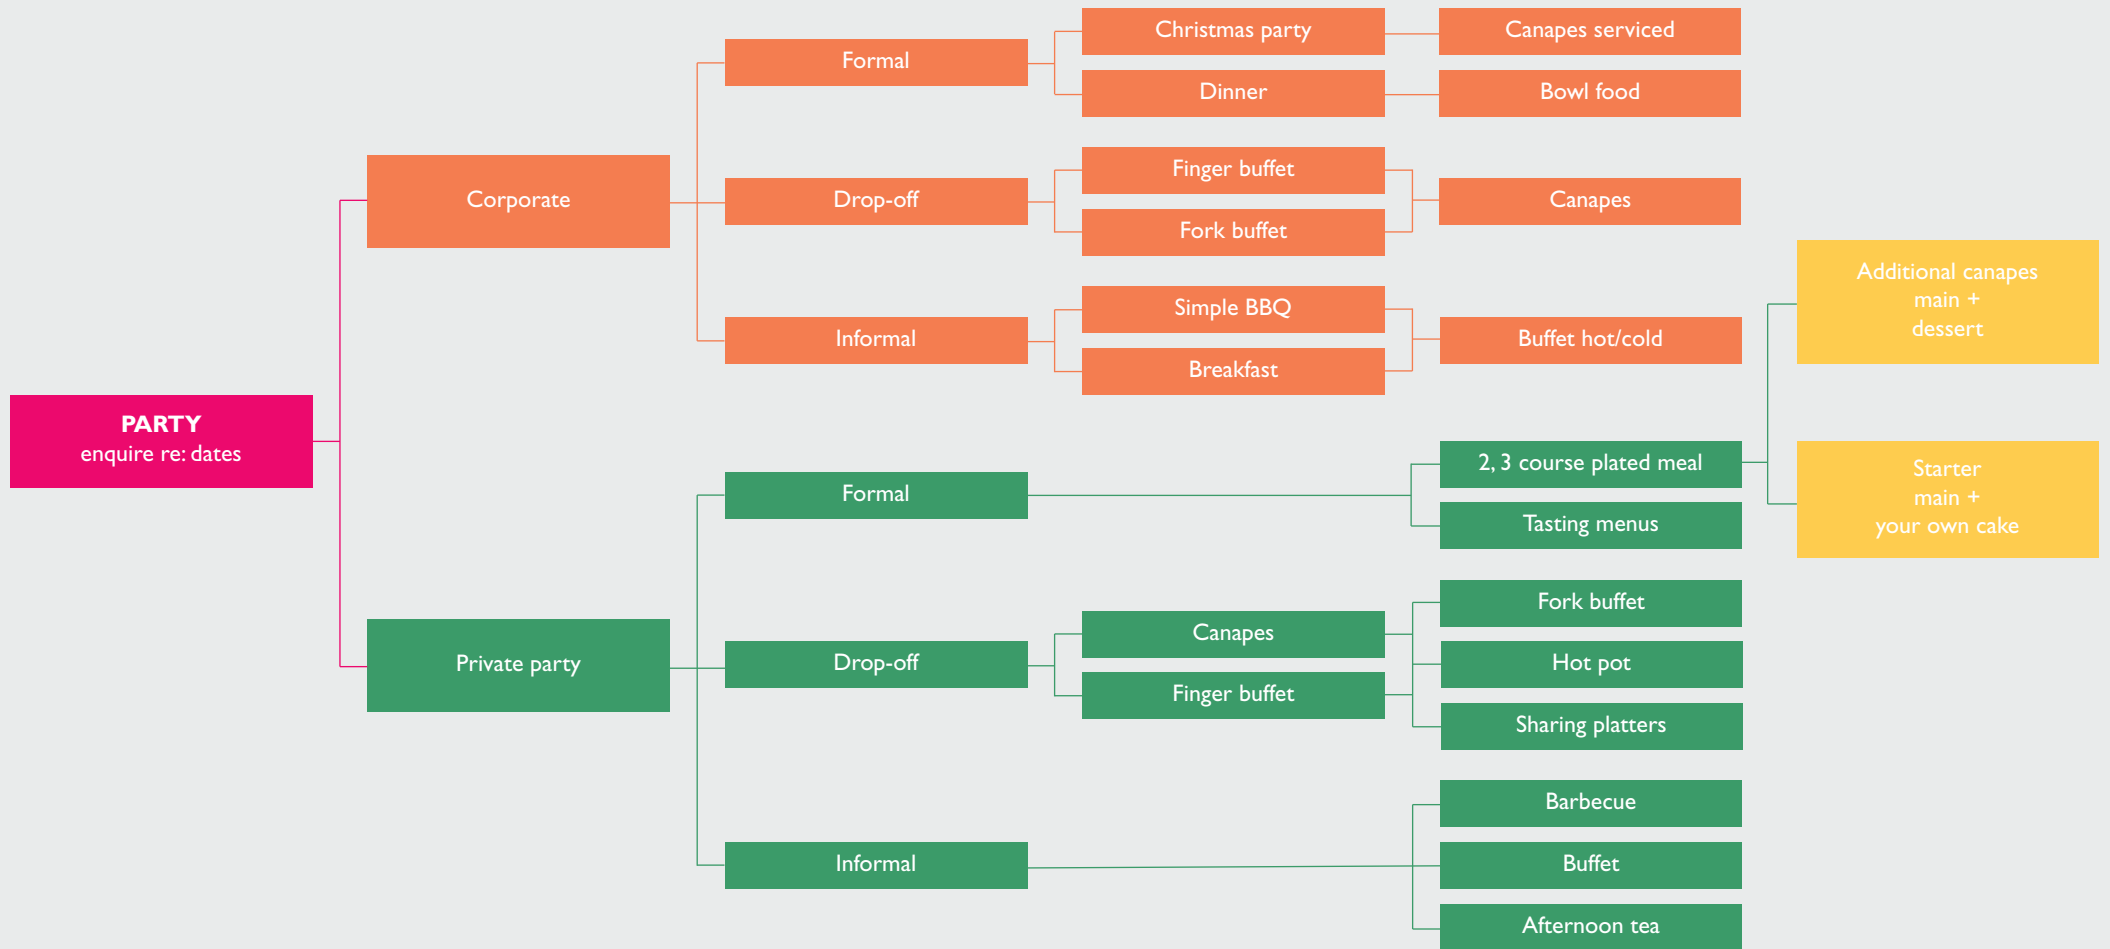 PARTY
enquire re: dates
Corporate
Formal
Christmas party
Canapes serviced
Dinner
Bowl food
Drop-off
Finger buffet
Fork buffet
Canapes
Informal
Simple BBQ
Breakfast
Buffet hot/cold
Private party
Formal
2, 3 course plated meal
Additional canapes
main +
dessert
Starter
main +
your own cake
Tasting menus
Drop-off
Canapes
Finger buffet
Fork buffet
Hot pot
Sharing platters
Informal
Barbecue
Buffet
Afternoon tea